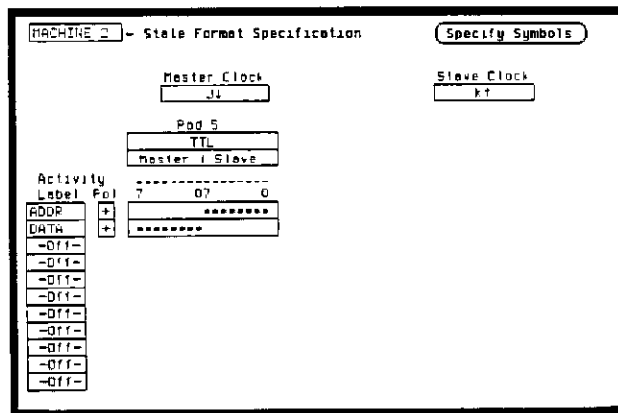 MACHINE 2 - State Format Specification Specify Symbols
Master Clock Slave Clock
J↓ K↑
Pod 5
TTL
Master | Slave
Activity
Label Pol 7 07 0
ADDR +
DATA +
-Off-
-Off-
-Off-
-Off-
-Off-
-Off-
-Off-
-Off-
-Off-